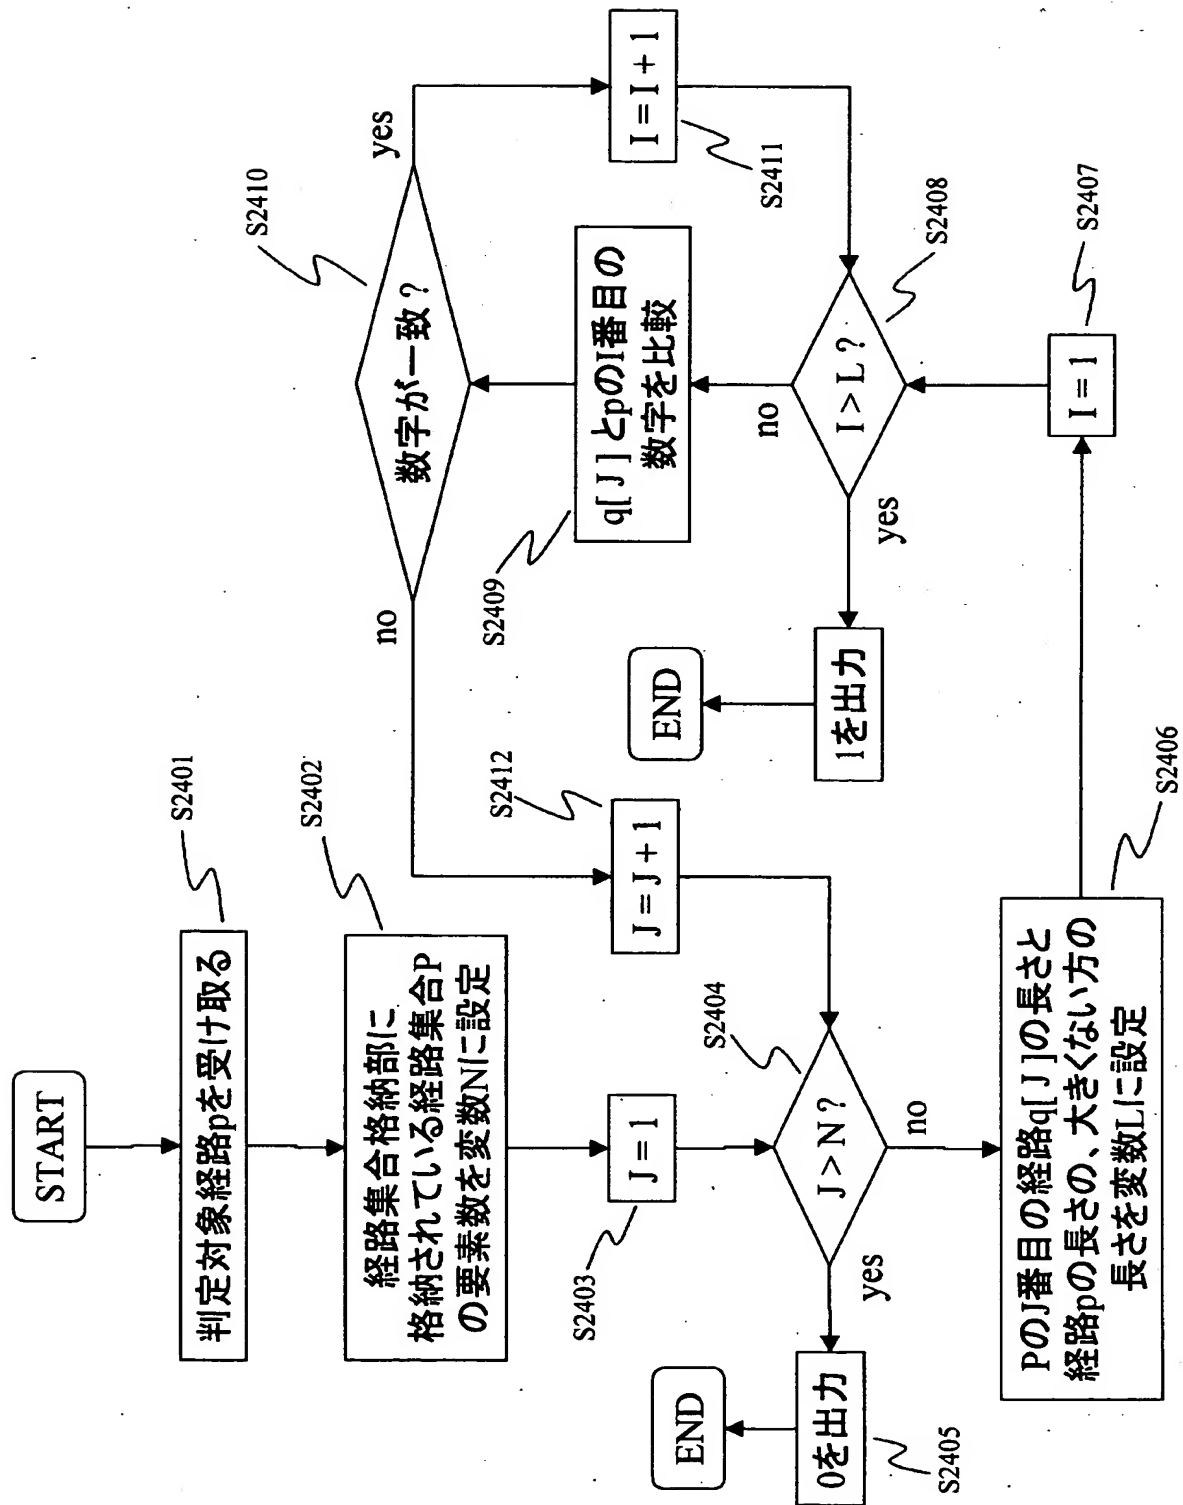 START
判定対象経路pを受け取る
S2401
経路集合格納部に
格納されている経路集合P
の要素数を変数Nに設定
S2402
J = 1
S2403
J > N ?
S2404
yes
no
0を出力
S2405
END
PのJ番目の経路q[J]の長さと
経路pの長さの、大きくない方の
長さを変数Lに設定
S2406
I = 1
S2407
I > L ?
S2408
yes
no
1を出力
END
q[J]とpのI番目の
数字を比較
S2409
数字が一致？
S2410
yes
no
I = I + 1
S2411
J = J + 1
S2412